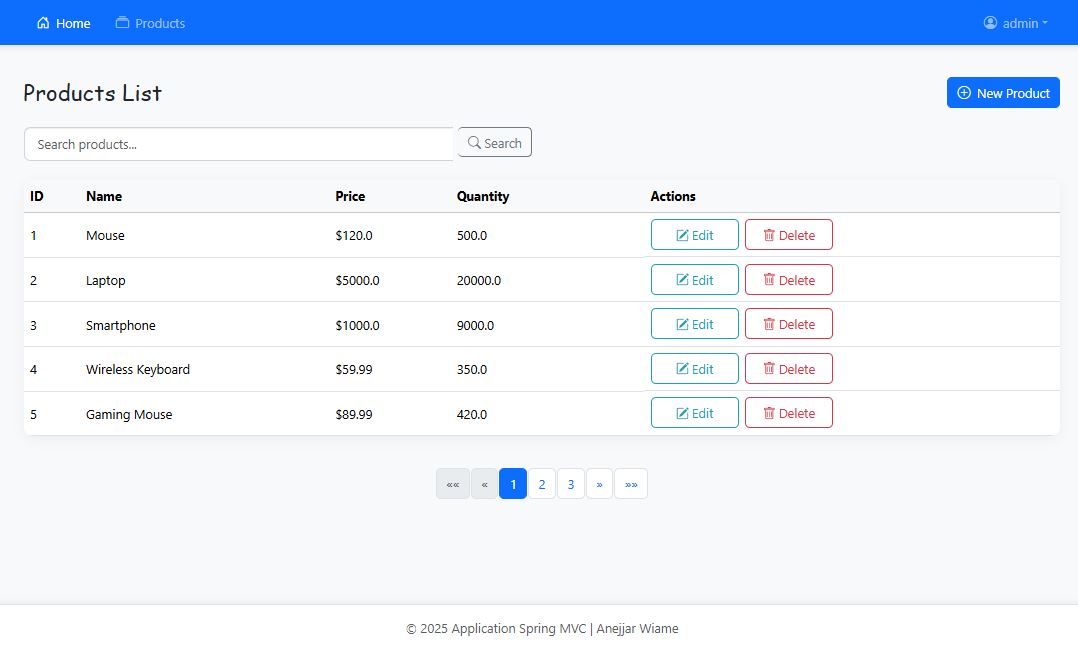 Home Products admin
Products List
New Product
Search products... Search
ID Name Price Quantity Actions
1 Mouse $120.0 500.0 Edit Delete
2 Laptop $5000.0 20000.0 Edit Delete
3 Smartphone $1000.0 9000.0 Edit Delete
4 Wireless Keyboard $59.99 350.0 Edit Delete
5 Gaming Mouse $89.99 420.0 Edit Delete
«« « 1 2 3 » »»
© 2025 Application Spring MVC | Anejjar Wiame